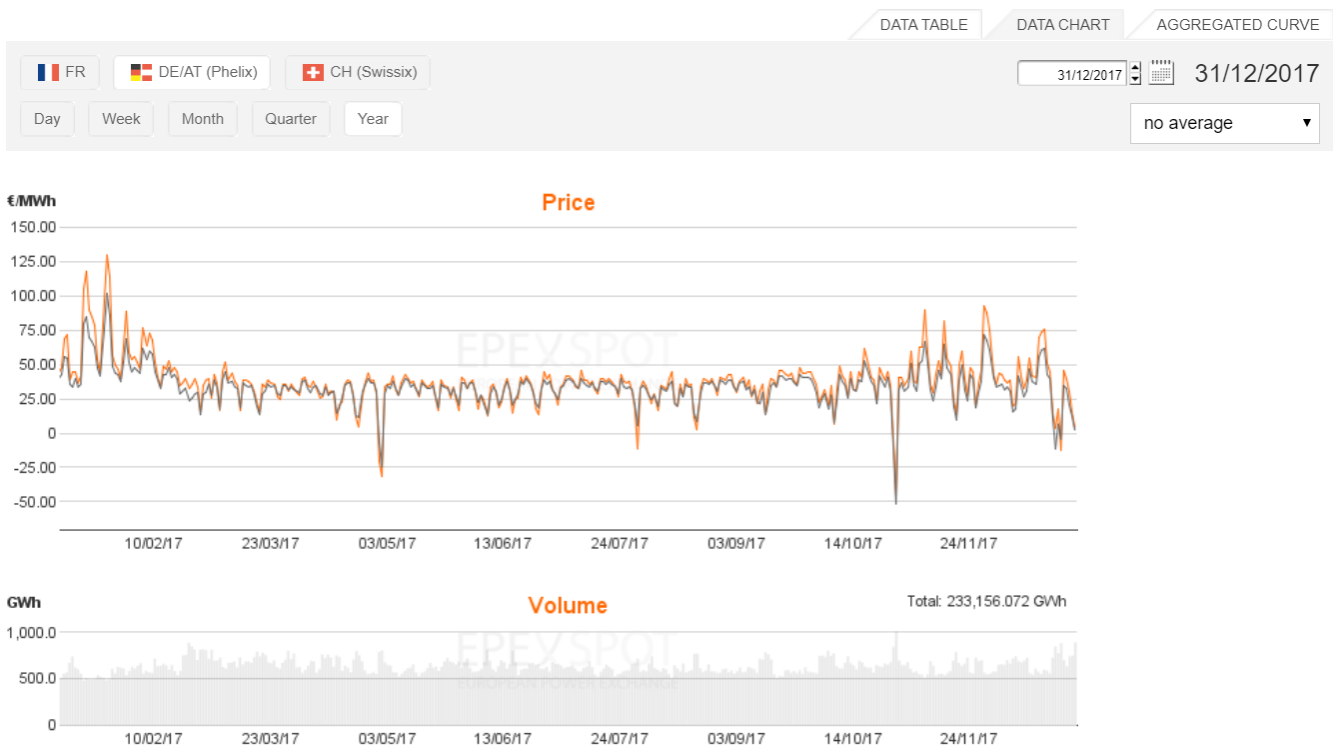 DATA TABLE DATA CHART AGGREGATED CURVE
FR DE/AT (Phelix) CH (Swissix) 31/12/2017 31/12/2017
Day Week Month Quarter Year no average
€/MWh Price
150.00
125.00
100.00
75.00
EPEXSPOT
50.00
25.00
0
-25.00
-50.00
10/02/17 23/03/17 03/05/17 13/06/17 24/07/17 03/09/17 14/10/17 24/11/17
GWh Volume Total: 233,156.072 GWh
1,000.0
EPEXSPOT
500.0 EUROPEAN POWER EXCHANGE
0
10/02/17 23/03/17 03/05/17 13/06/17 24/07/17 03/09/17 14/10/17 24/11/17